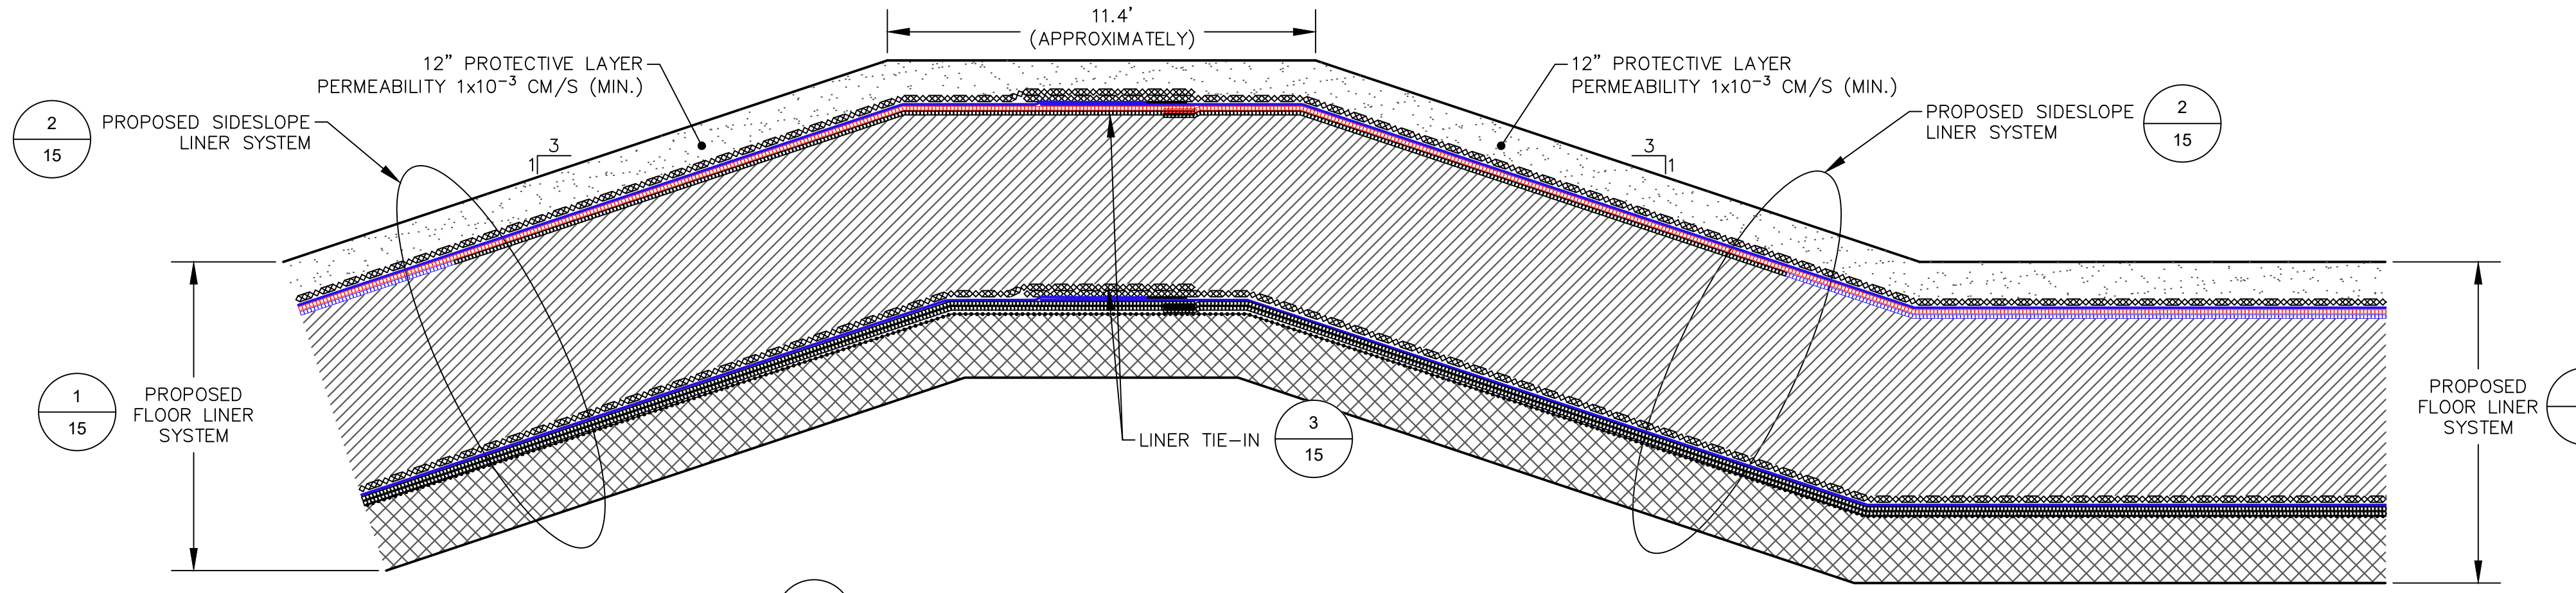 11.4'
(APPROXIMATELY)
12" PROTECTIVE LAYER
PERMEABILITY 1x10⁻³ CM/S (MIN.)
12" PROTECTIVE LAYER
PERMEABILITY 1x10⁻³ CM/S (MIN.)
2
15
PROPOSED SIDESLOPE
LINER SYSTEM
3
1
3
1
PROPOSED SIDESLOPE
LINER SYSTEM
2
15
1
15
PROPOSED
FLOOR LINER
SYSTEM
LINER TIE-IN
3
15
PROPOSED
FLOOR LINER
SYSTEM